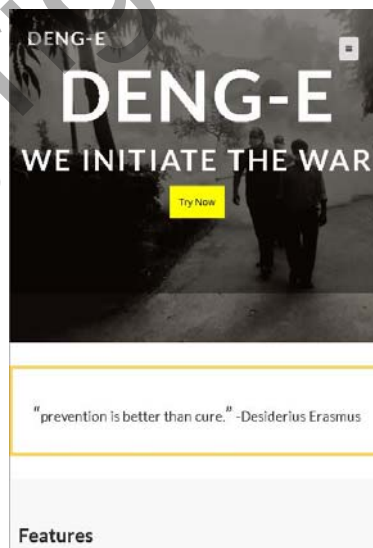 DENG-E
DENG-E
WE INITIATE THE WAR
Try Now
"prevention is better than cure." -Desiderius Erasmus
Features